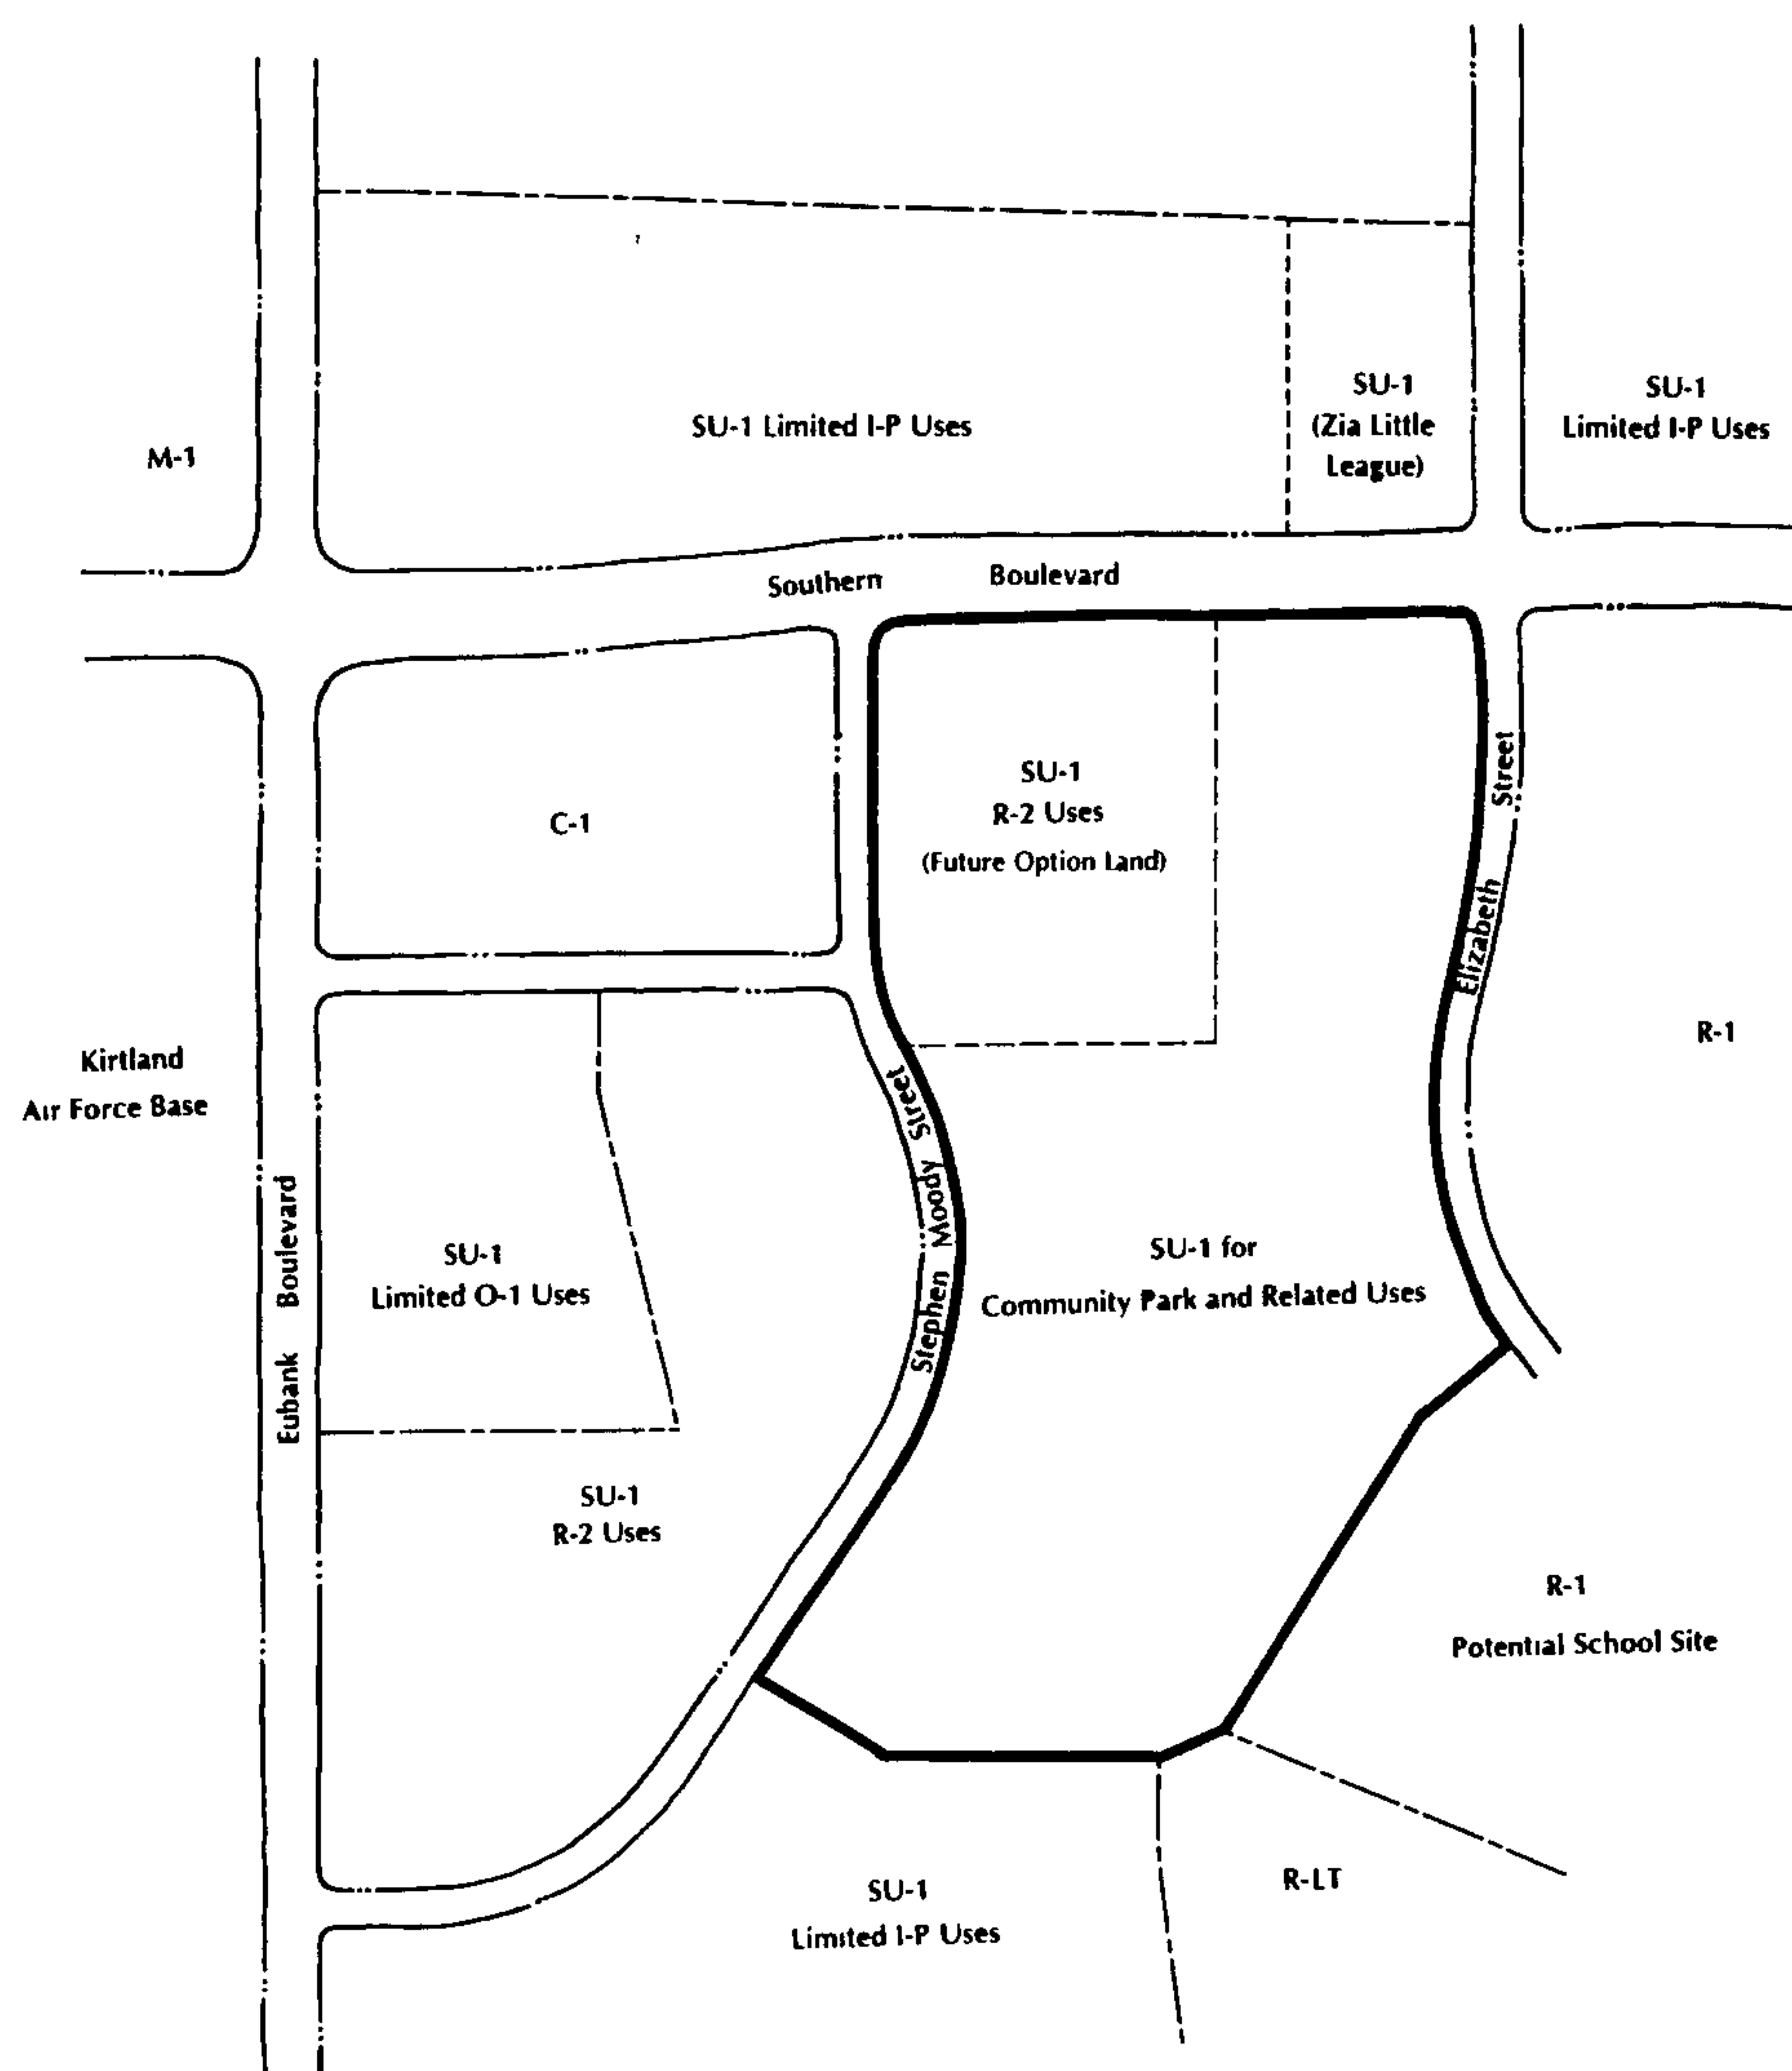 SU-1
(Zia Little
League)
SU-1
Limited I-P Uses
SU-1 Limited I-P Uses
M-1
Southern Boulevard
SU-1
R-2 Uses
(Future Option Land)
C-1
Elizabeth Street
R-1
Kirtland
Air Force Base
Eubank Boulevard
SU-1
Limited O-1 Uses
Stephen Moody Street
SU-1 for
Community Park and Related Uses
SU-1
R-2 Uses
R-1
Potential School Site
SU-1
Limited I-P Uses
R-LT